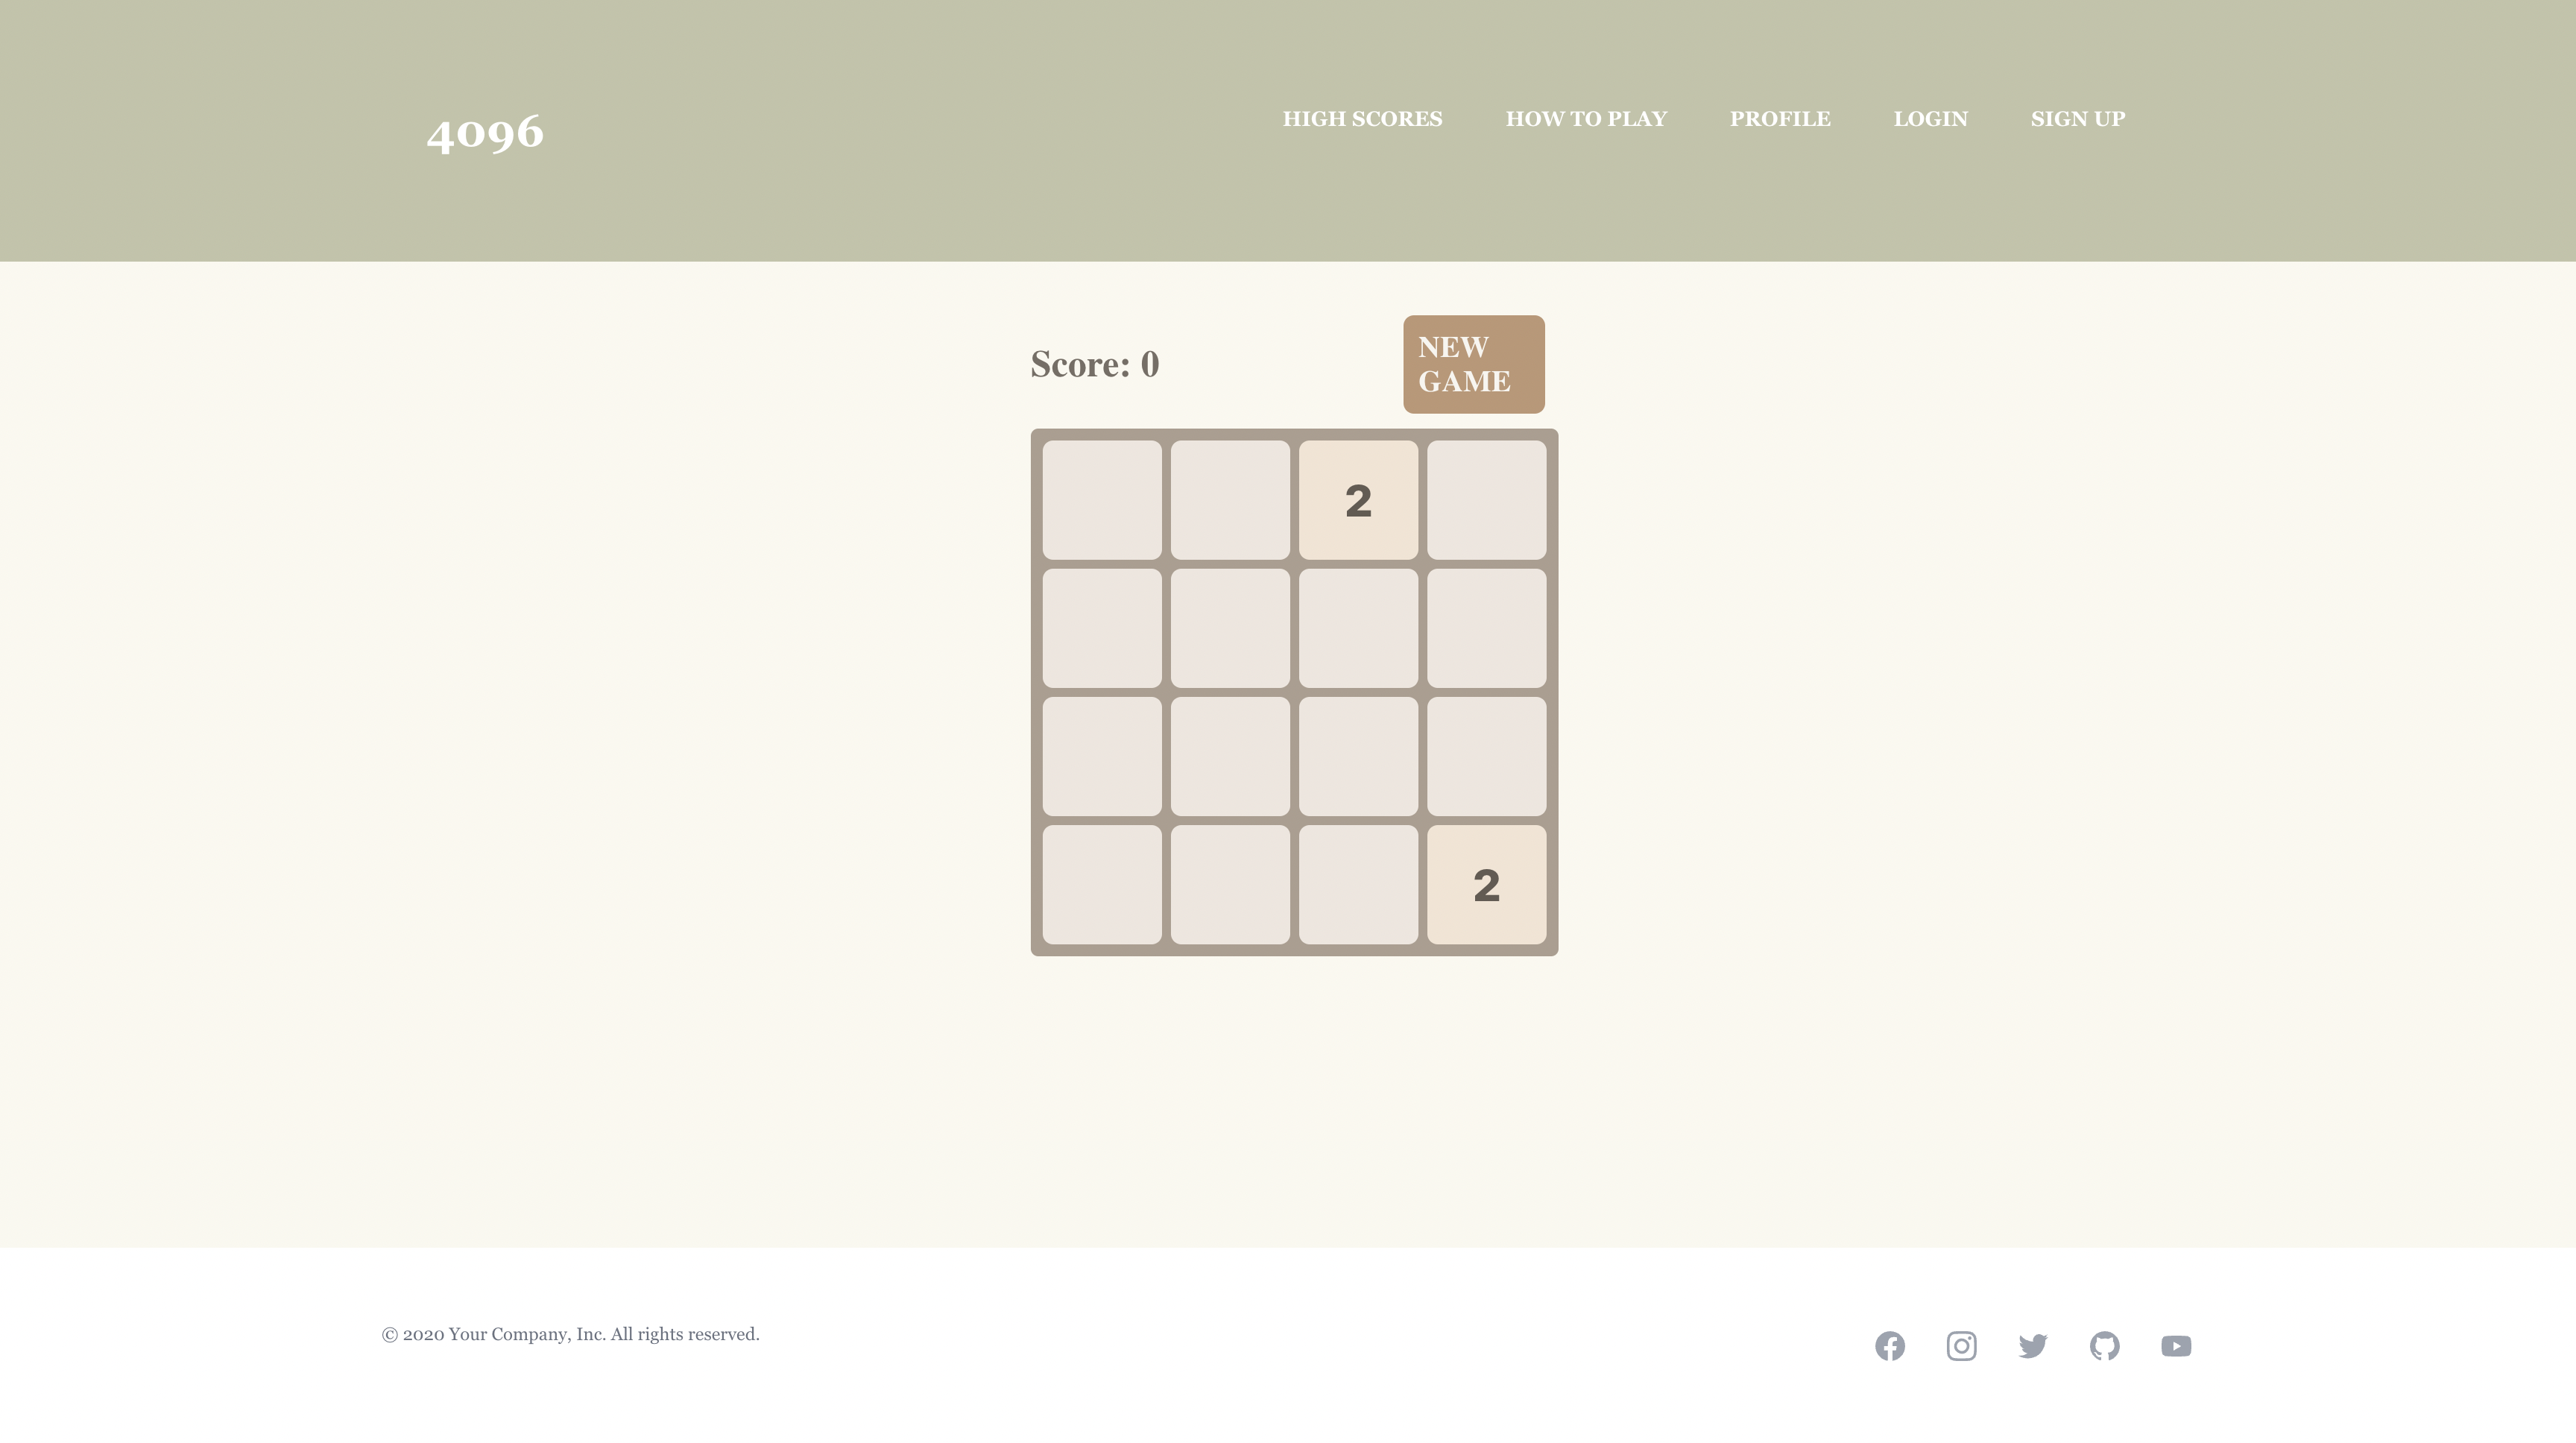 4096
HIGH SCORES
HOW TO PLAY
PROFILE
LOGIN
SIGN UP
Score: 0
NEW
GAME
2
2
© 2020 Your Company, Inc. All rights reserved.